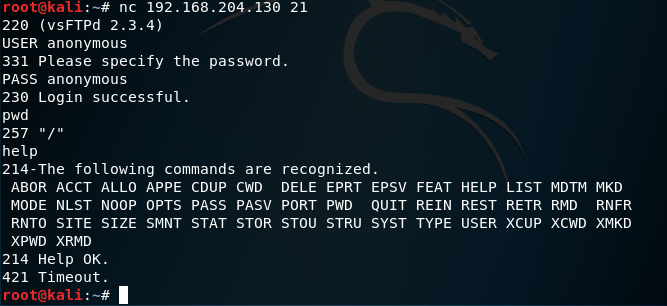 root@kali:~# nc 192.168.204.130 21
220 (vsFTPd 2.3.4)
USER anonymous
331 Please specify the password.
PASS anonymous
230 Login successful.
pwd
257 "/"
help
214-The following commands are recognized.
 ABOR ACCT ALLO APPE CDUP CWD  DELE EPRT EPSV FEAT HELP LIST MDTM MKD
 MODE NLST NOOP OPTS PASS PASV PORT PWD  QUIT REIN REST RETR RMD  RNFR
 RNTO SITE SIZE SMNT STAT STOR STOU STRU SYST TYPE USER XCUP XCWD XMKD
 XPWD XRMD
214 Help OK.
421 Timeout.
root@kali:~#